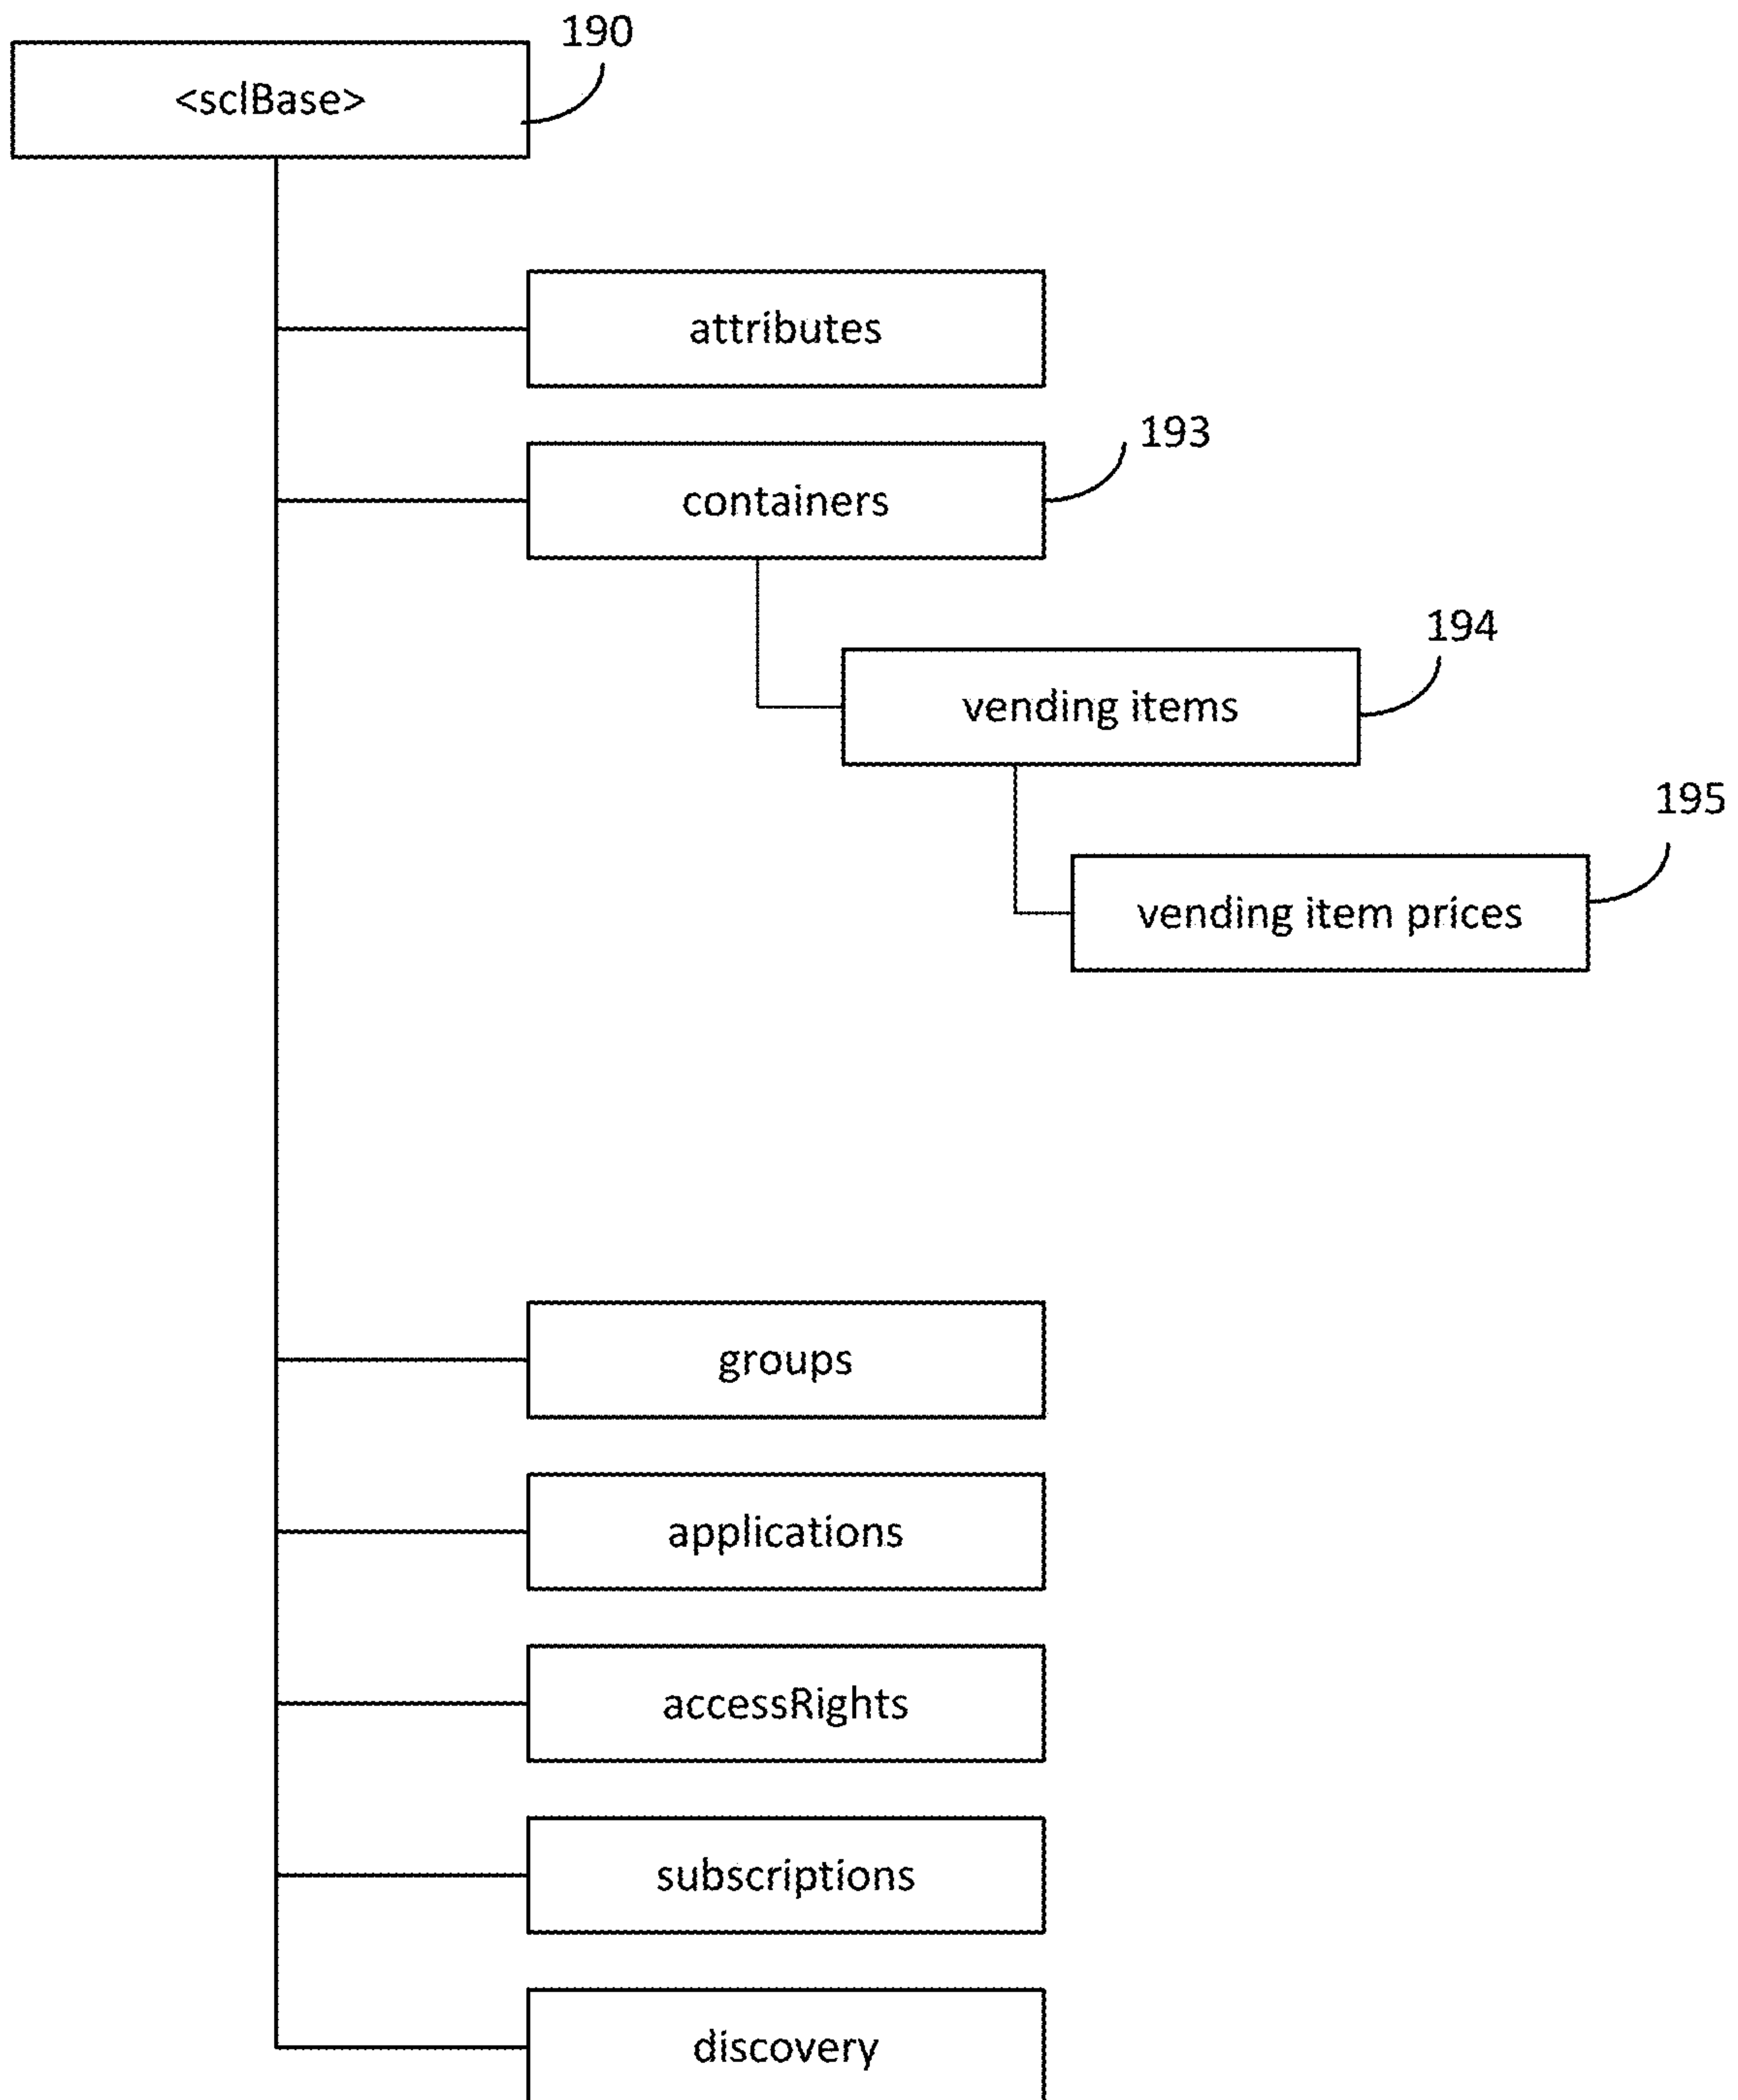 190
<sclBase>
attributes
193
containers
194
vending items
195
vending item prices
groups
applications
accessRights
subscriptions
discovery